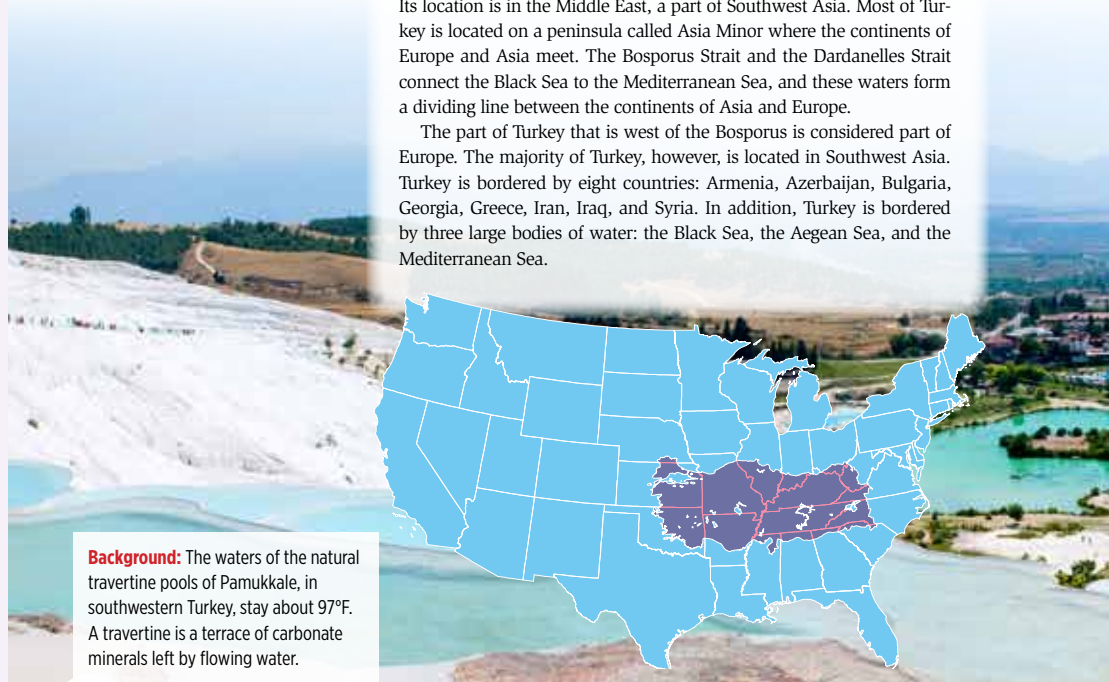 Its location is in the Middle East, a part of Southwest Asia. Most of Tur-
key is located on a peninsula called Asia Minor where the continents of
Europe and Asia meet. The Bosporus Strait and the Dardanelles Strait
connect the Black Sea to the Mediterranean Sea, and these waters form
a dividing line between the continents of Asia and Europe.
The part of Turkey that is west of the Bosporus is considered part of
Europe. The majority of Turkey, however, is located in Southwest Asia.
Turkey is bordered by eight countries: Armenia, Azerbaijan, Bulgaria,
Georgia, Greece, Iran, Iraq, and Syria. In addition, Turkey is bordered
by three large bodies of water: the Black Sea, the Aegean Sea, and the
Mediterranean Sea.
Background: The waters of the natural
travertine pools of Pamukkale, in
southwestern Turkey, stay about 97°F.
A travertine is a terrace of carbonate
minerals left by flowing water.